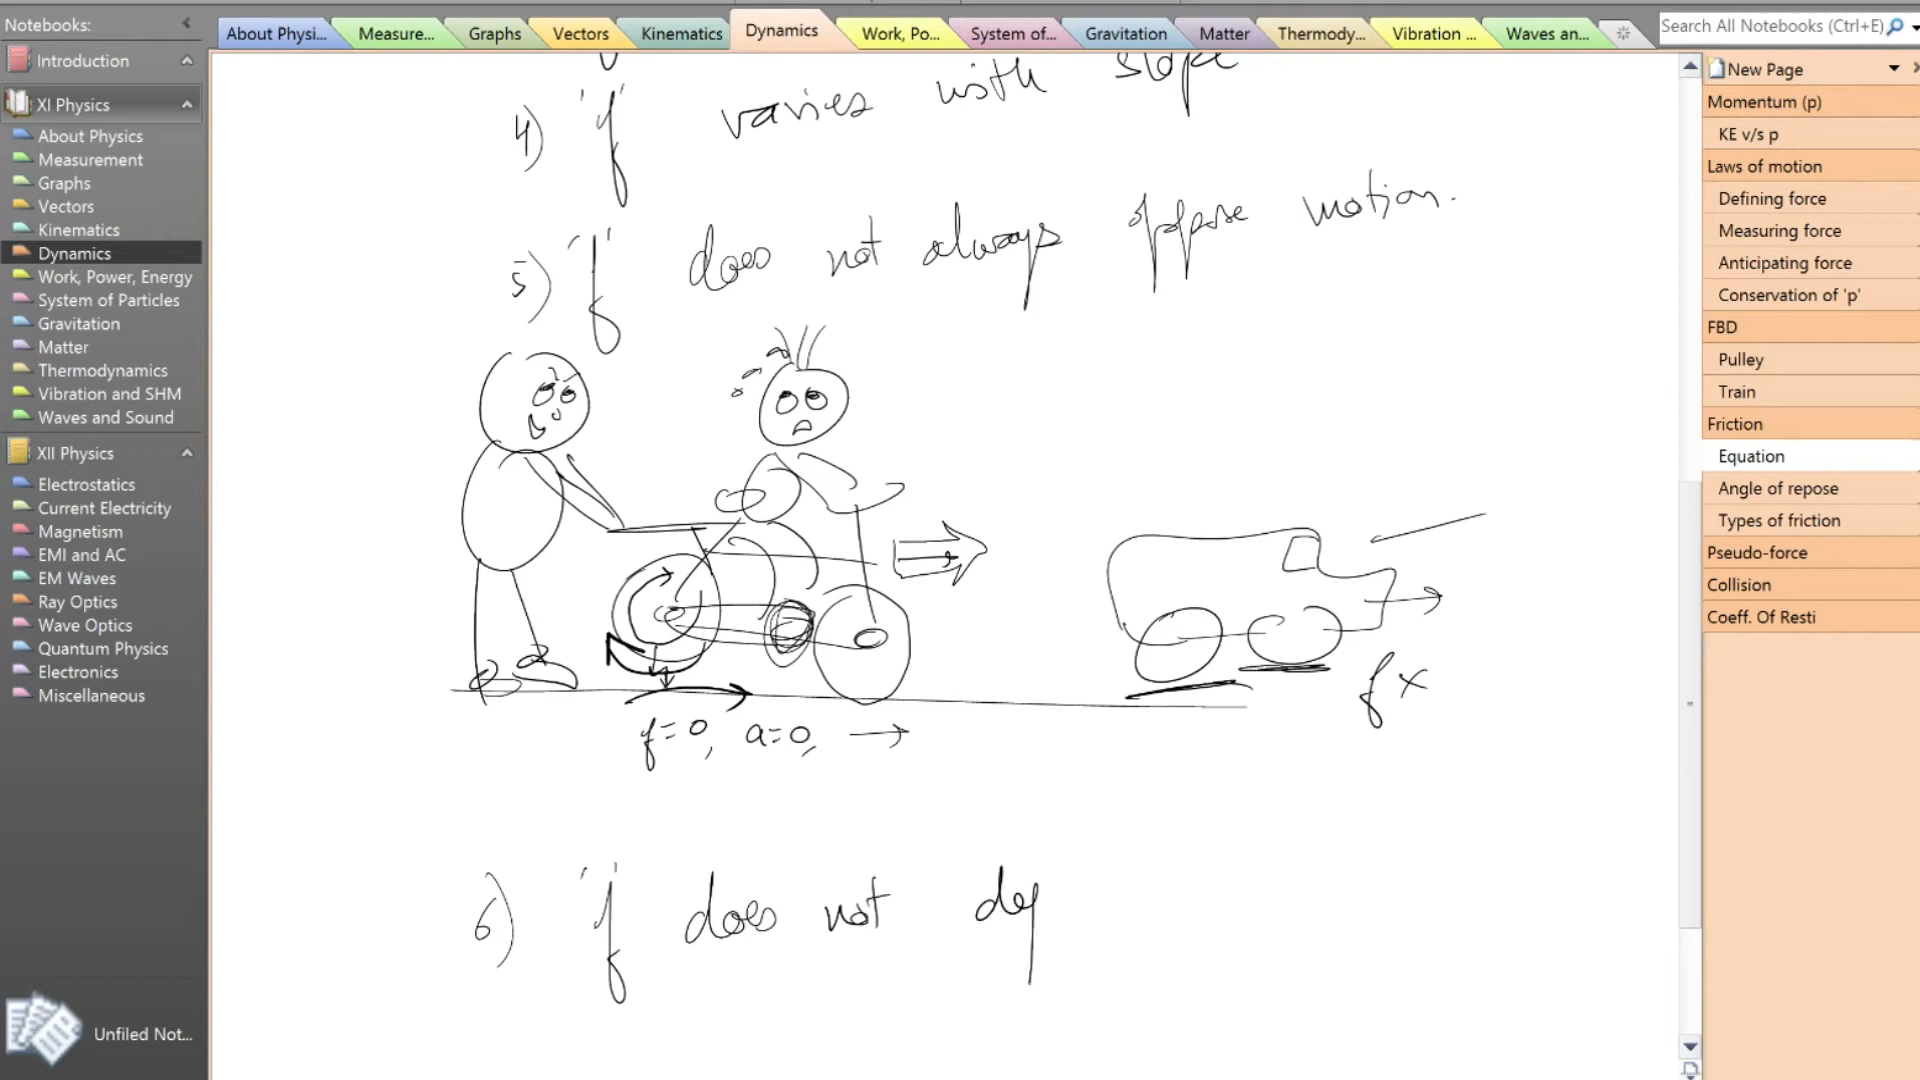 Notebooks:
Introduction
XI Physics
About Physics
Measurement
Graphs
Vectors
Kinematics
Dynamics
Work, Power, Energy
System of Particles
Gravitation
Matter
Thermodynamics
Vibration and SHM
Waves and Sound
XII Physics
Electrostatics
Current Electricity
Magnetism
EMI and AC
EM Waves
Ray Optics
Wave Optics
Quantum Physics
Electronics
Miscellaneous
Unfiled Not...
About Physi...
Measure...
Graphs
Vectors
Kinematics
Dynamics
Work, Po...
System of...
Gravitation
Matter
Thermody...
Vibration ...
Waves an...
Search All Notebooks (Ctrl+E)
4) 'f' varies with slope
5) 'f' does not always oppose motion.
f=0, a=0, →
f x
6) 'f' does not dep
New Page
Momentum (p)
KE v/s p
Laws of motion
Defining force
Measuring force
Anticipating force
Conservation of 'p'
FBD
Pulley
Train
Friction
Equation
Angle of repose
Types of friction
Pseudo-force
Collision
Coeff. Of Resti